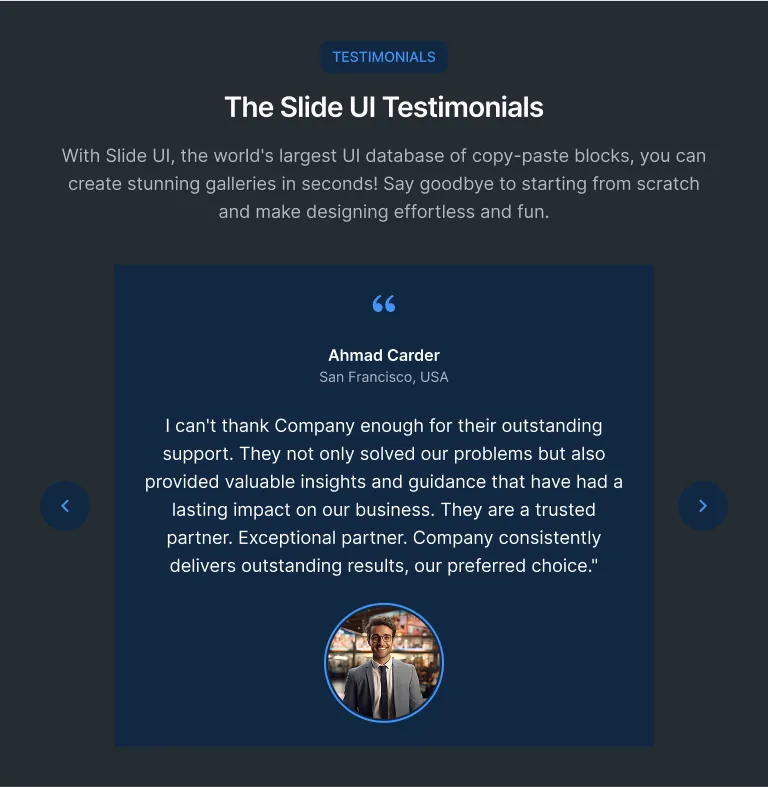 TESTIMONIALS
The Slide UI Testimonials
With Slide UI, the world's largest UI database of copy-paste blocks, you can
create stunning galleries in seconds! Say goodbye to starting from scratch
and make designing effortless and fun.
“
Ahmad Carder
San Francisco, USA
I can't thank Company enough for their outstanding
support. They not only solved our problems but also
provided valuable insights and guidance that have had a
lasting impact on our business. They are a trusted
partner. Exceptional partner. Company consistently
delivers outstanding results, our preferred choice."